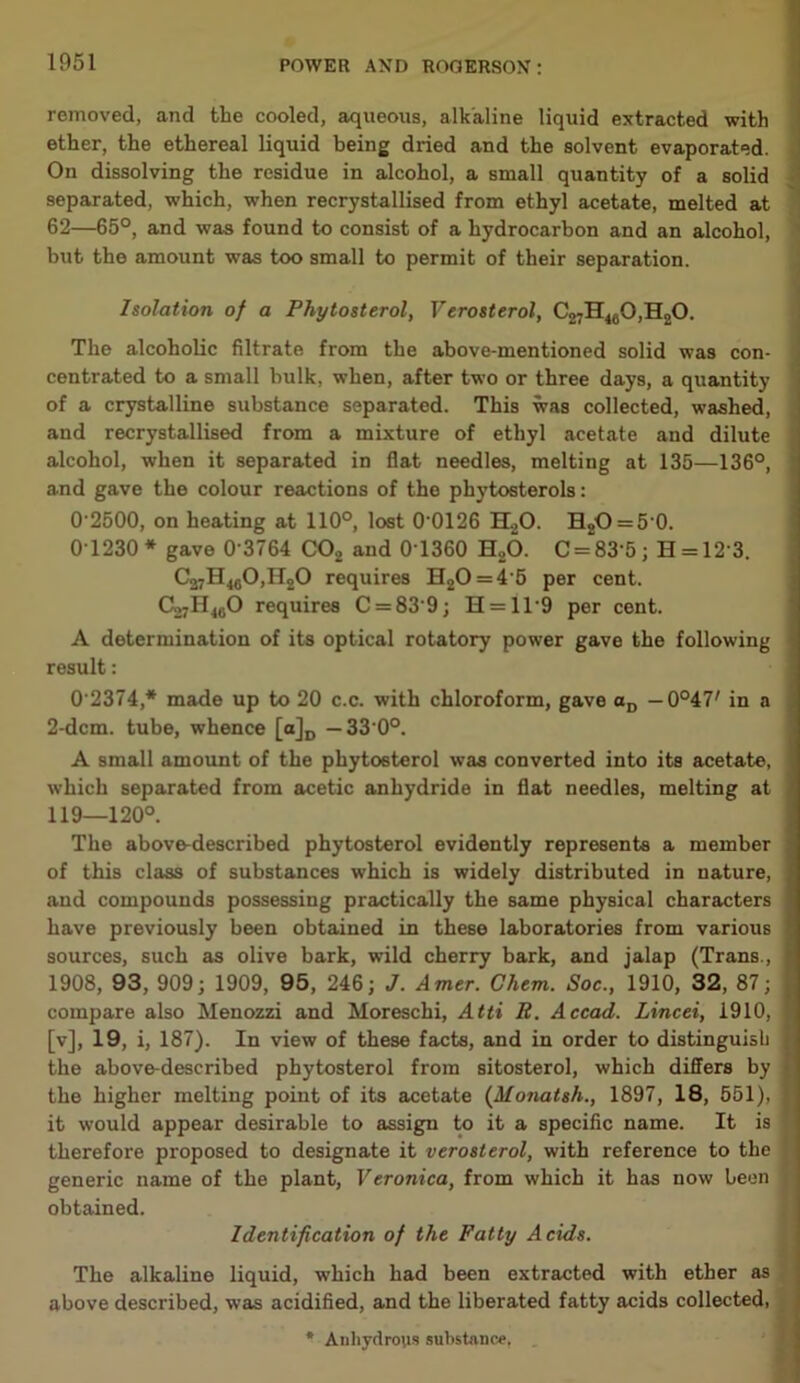 1951 POWER AND ROGERSON:
removed, and the cooled, aqueous, alkaline liquid extracted with
ether, the ethereal liquid being dried and the solvent evaporated.
On dissolving the residue in alcohol, a small quantity of a solid
separated, which, when recrystallised from ethyl acetate, melted at
62—65°, and was found to consist of a hydrocarbon and an alcohol,
but the amount was too small to permit of their separation.
Isolation of a Phytosterol, Verosterol, C₂₇H₄₆O,H₂O.
The alcoholic filtrate from the above-mentioned solid was con-
centrated to a small bulk, when, after two or three days, a quantity
of a crystalline substance separated. This was collected, washed,
and recrystallised from a mixture of ethyl acetate and dilute
alcohol, when it separated in flat needles, melting at 135—136°,
and gave the colour reactions of the phytosterols:
0·2500, on heating at 110°, lost 0·0126 H₂O. H₂O=5·0.
0·1230 * gave 0·3764 CO₂ and 0·1360 H₂O. C=83·5; H=12·3.
C₂₇H₄₆O,H₂O requires H₂O=4·5 per cent.
C₂₇H₄₆O requires C=83·9; H=11·9 per cent.
A determination of its optical rotatory power gave the following
result:
0·2374,* made up to 20 c.c. with chloroform, gave α_D −0°47′ in a
2-dcm. tube, whence [α]_D −33·0°.
A small amount of the phytosterol was converted into its acetate,
which separated from acetic anhydride in flat needles, melting at
119—120°.
The above-described phytosterol evidently represents a member
of this class of substances which is widely distributed in nature,
and compounds possessing practically the same physical characters
have previously been obtained in these laboratories from various
sources, such as olive bark, wild cherry bark, and jalap (Trans.,
1908, 93, 909; 1909, 95, 246; J. Amer. Chem. Soc., 1910, 32, 87;
compare also Menozzi and Moreschi, Atti R. Accad. Lincei, 1910,
[v], 19, i, 187). In view of these facts, and in order to distinguish
the above-described phytosterol from sitosterol, which differs by
the higher melting point of its acetate (Monatsh., 1897, 18, 551),
it would appear desirable to assign to it a specific name. It is
therefore proposed to designate it verosterol, with reference to the
generic name of the plant, Veronica, from which it has now been
obtained.
Identification of the Fatty Acids.
The alkaline liquid, which had been extracted with ether as
above described, was acidified, and the liberated fatty acids collected,
* Anhydrous substance.